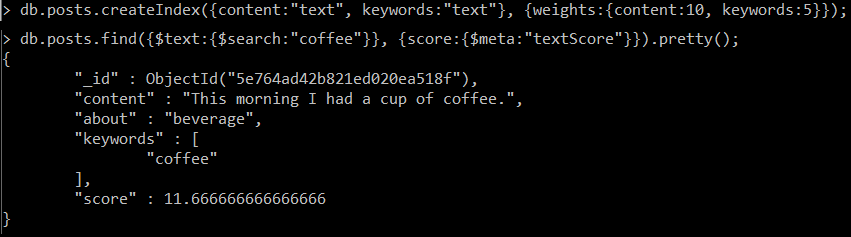 > db.posts.createIndex({content:"text", keywords:"text"}, {weights:{content:10, keywords:5}});
> db.posts.find({$text:{$search:"coffee"}}, {score:{$meta:"textScore"}}).pretty();
{
        "_id" : ObjectId("5e764ad42b821ed020ea518f"),
        "content" : "This morning I had a cup of coffee.",
        "about" : "beverage",
        "keywords" : [
                "coffee"
        ],
        "score" : 11.666666666666666
}